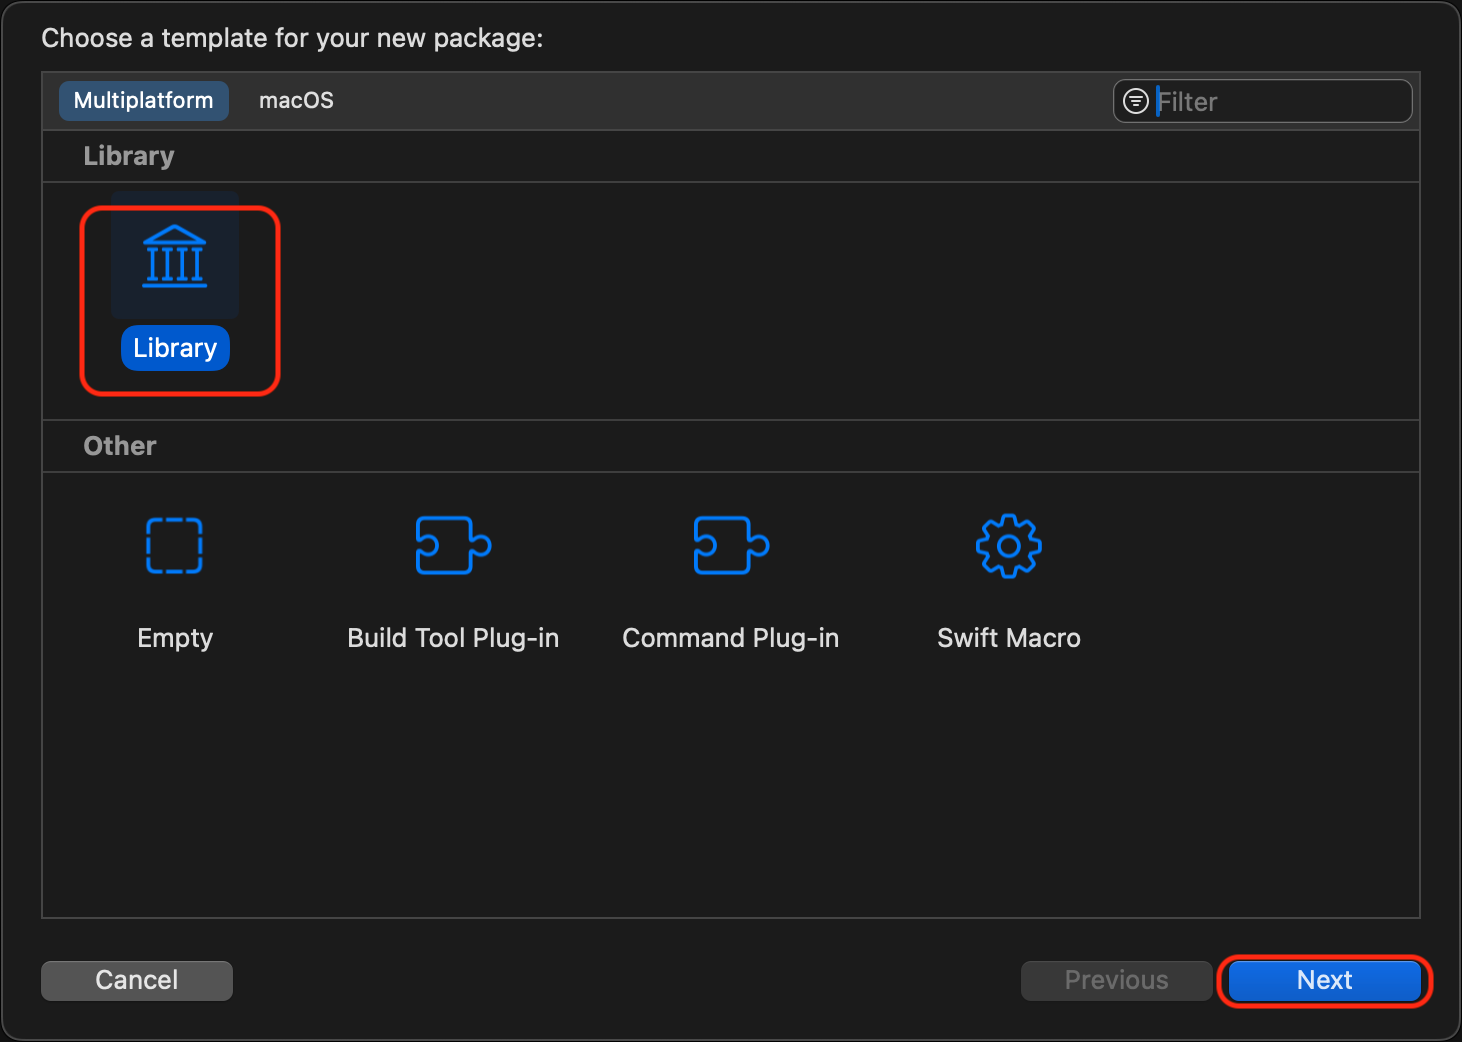 Choose a template for your new package:
Multiplatform macOS Filter
Library
Library
Other
Empty Build Tool Plug-in Command Plug-in Swift Macro
Cancel Previous Next